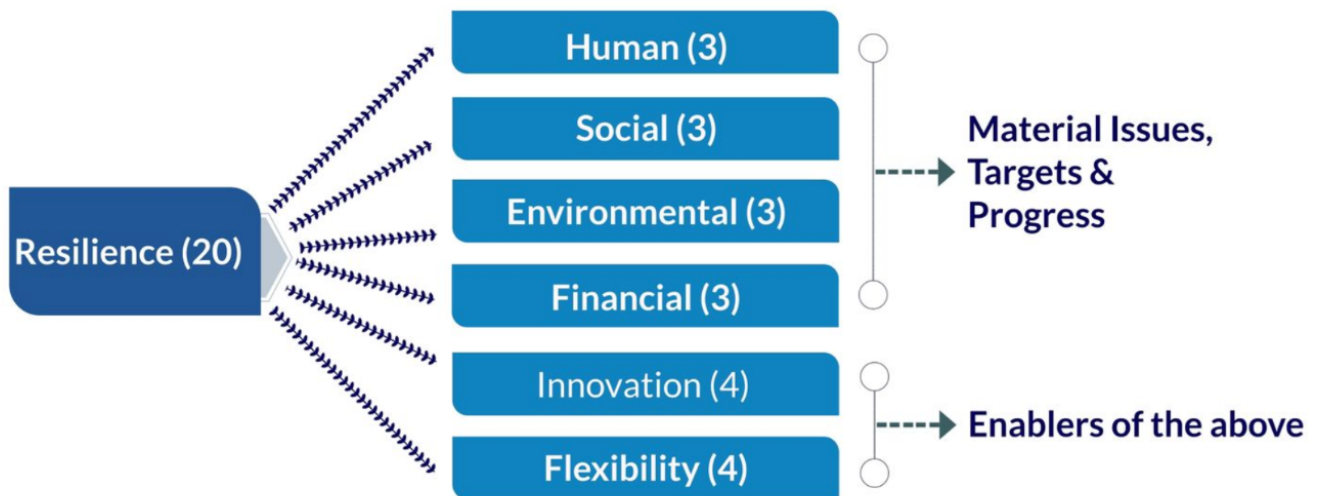 Resilience (20)
Human (3)
Social (3)
Environmental (3)
Financial (3)
Innovation (4)
Flexibility (4)
Material Issues,
Targets &
Progress
Enablers of the above